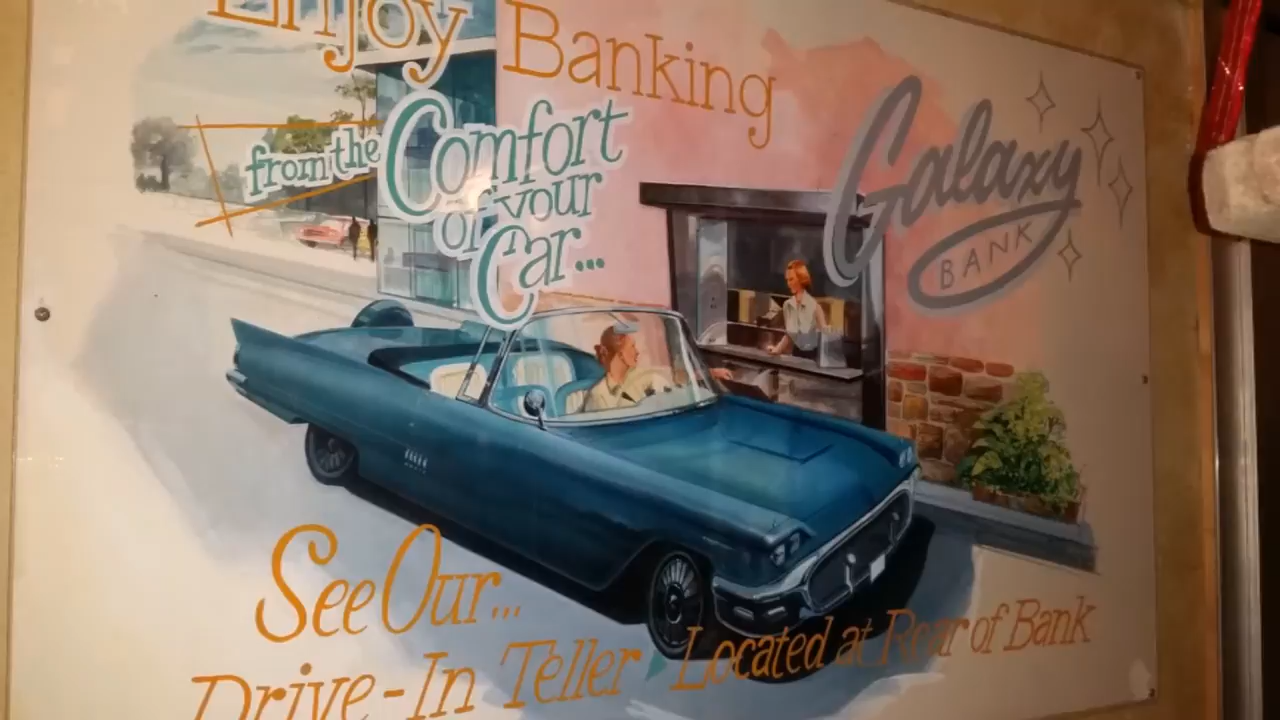 Enjoy Banking
from the Comfort
of your
Car...
Galaxy
BANK
See Our...
Drive-In Teller Located at Rear of Bank